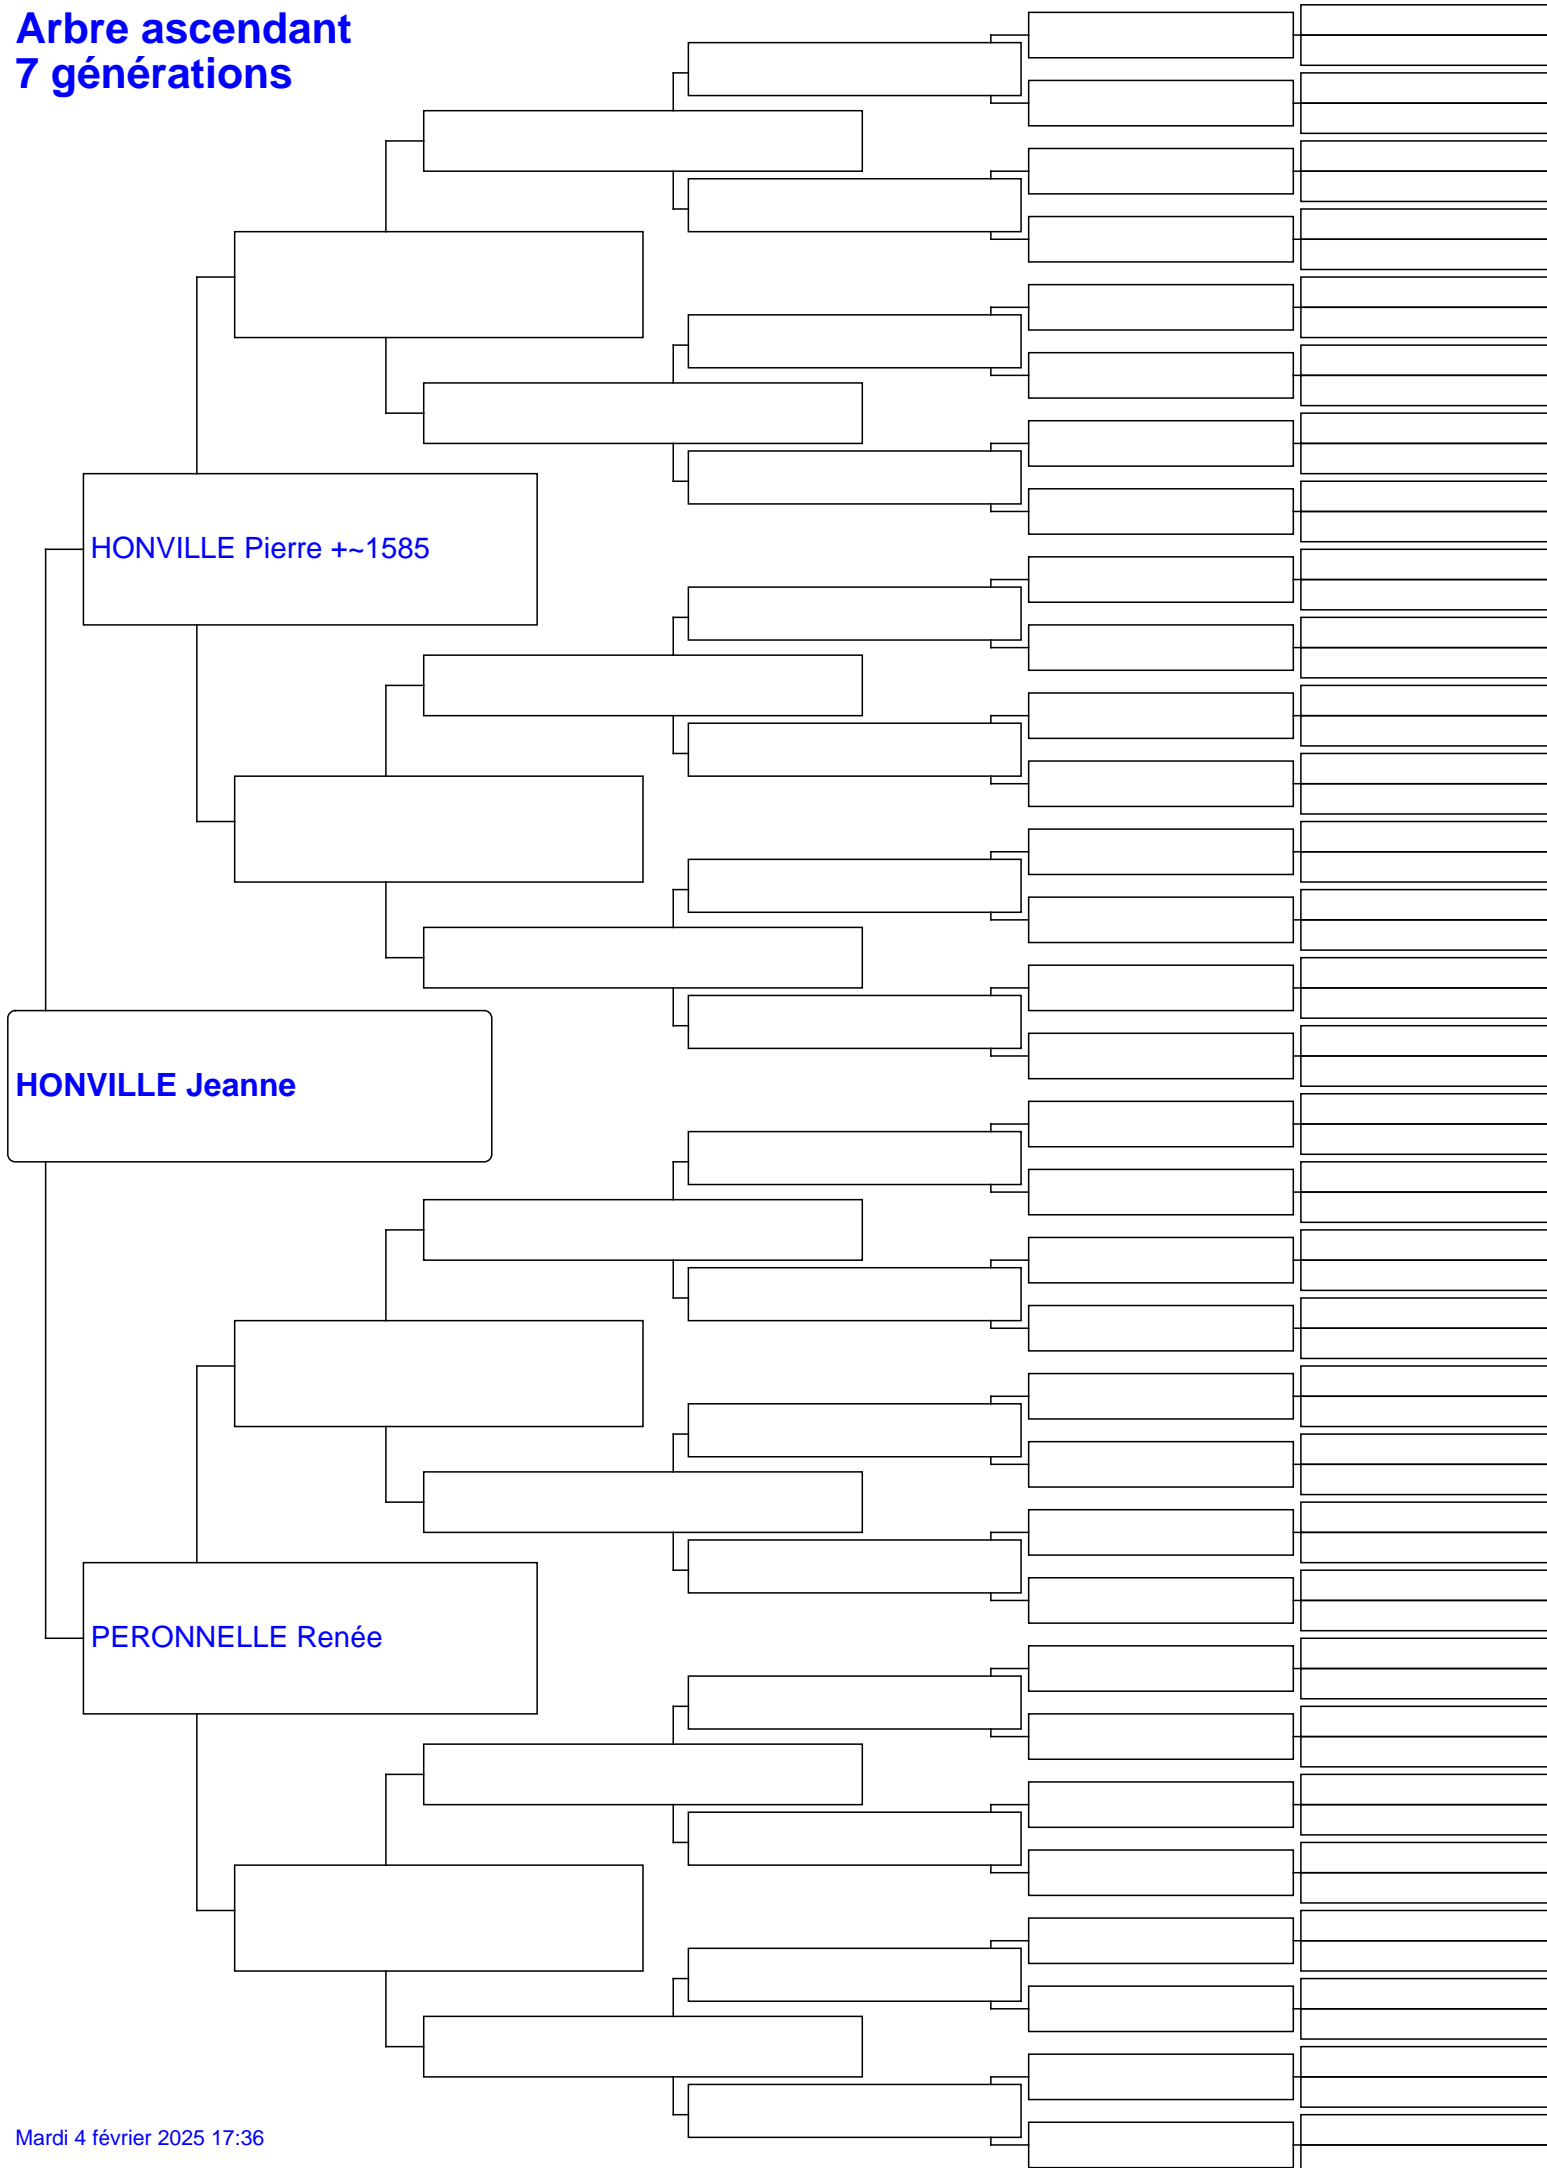 Arbre ascendant
7 générations
HONVILLE Pierre +~1585
HONVILLE Jeanne
PERONNELLE Renée
Mardi 4 février 2025 17:36